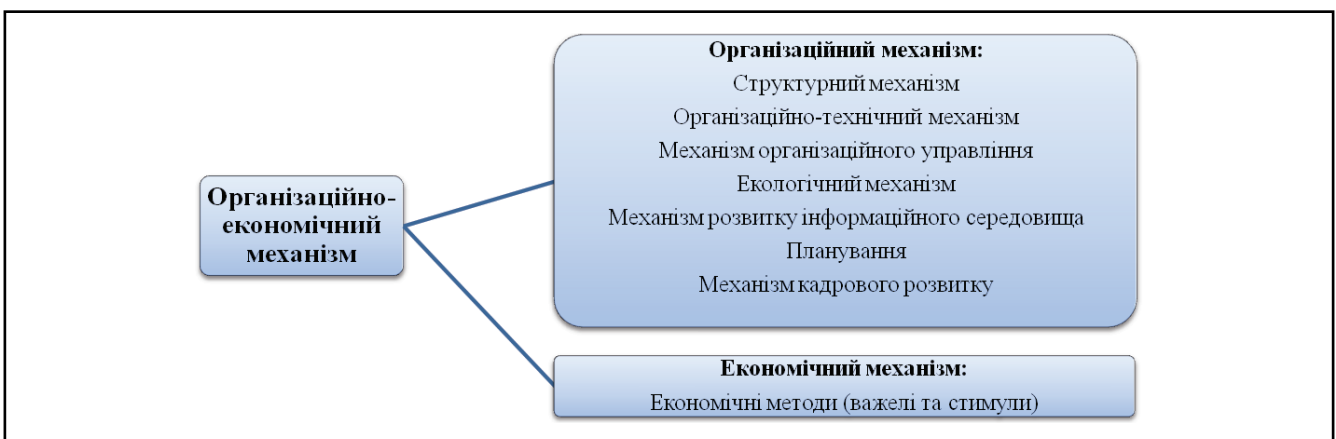 Організаційно-
економічний
механізм
Організаційний механізм:
Структурний механізм
Організаційно-технічний механізм
Механізм організаційного управління
Екологічний механізм
Механізм розвитку інформаційного середовища
Планування
Механізм кадрового розвитку
Економічний механізм:
Економічні методи (важелі та стимули)